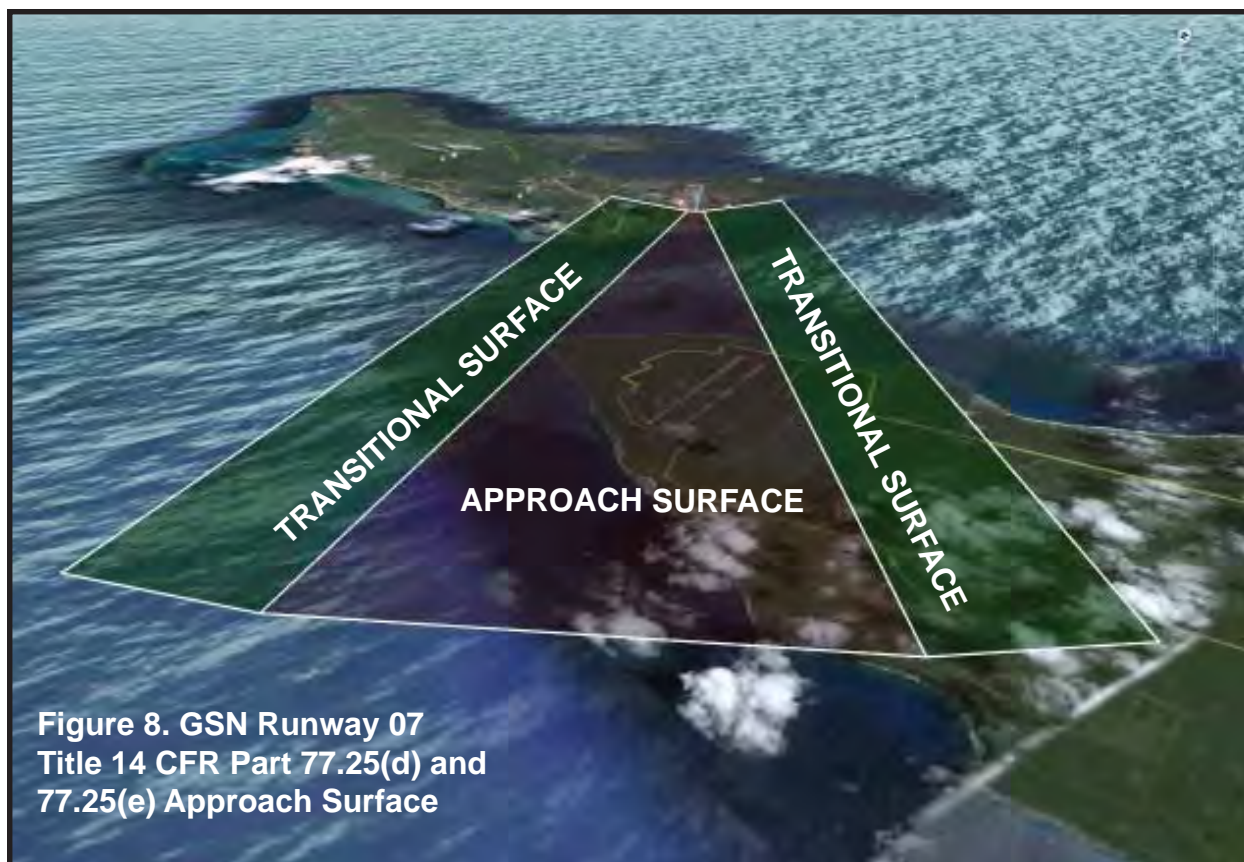 TRANSITIONAL SURFACE
TRANSITIONAL SURFACE
APPROACH SURFACE
Figure 8. GSN Runway 07
Title 14 CFR Part 77.25(d) and
77.25(e) Approach Surface